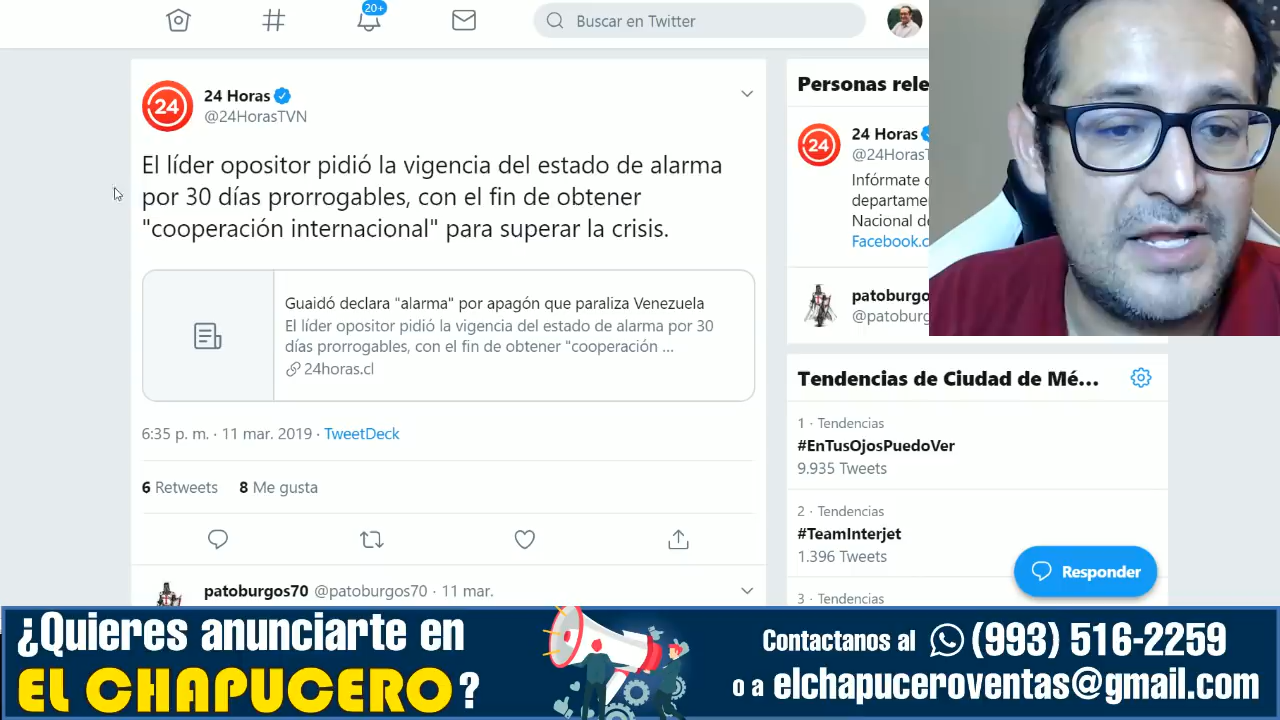 20+
Buscar en Twitter
24
24 Horas
@24HorasTVN
El líder opositor pidió la vigencia del estado de alarma
por 30 días prorrogables, con el fin de obtener
"cooperación internacional" para superar la crisis.
Guaidó declara "alarma" por apagón que paraliza Venezuela
El líder opositor pidió la vigencia del estado de alarma por 30
días prorrogables, con el fin de obtener "cooperación ...
24horas.cl
6:35 p. m. · 11 mar. 2019 · TweetDeck
6 Retweets 8 Me gusta
patoburgos70 @patoburgos70 · 11 mar.
Personas rele
24
24 Horas
@24Horas
Infórmate
departame
Nacional d
Facebook.c
patoburgo
@patoburg
Tendencias de Ciudad de Mé...
1 · Tendencias
#EnTusOjosPuedoVer
9.935 Tweets
2 · Tendencias
#TeamInterjet
1.396 Tweets
3 · Tendencias
Responder
¿Quieres anunciarte en
EL CHAPUCERO?
Contactanos al (993) 516-2259
o a elchapuceroventas@gmail.com